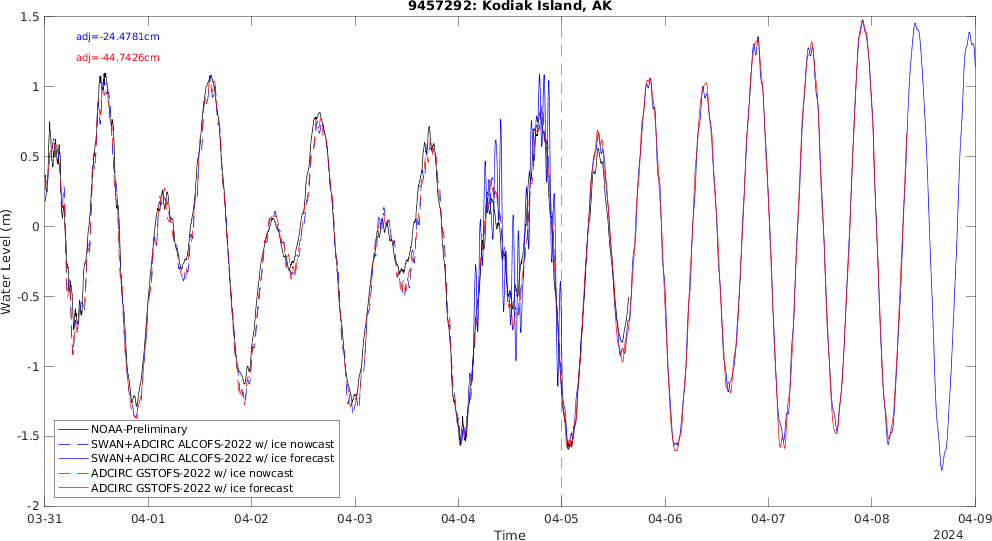 9457292: Kodiak Island, AK
adj=-24.4781cm
adj=-44.7426cm
Water Level (m)
1.5
1
0.5
0
-0.5
-1
-1.5
-2
NOAA-Preliminary
SWAN+ADCIRC ALCOFS-2022 w/ ice nowcast
SWAN+ADCIRC ALCOFS-2022 w/ ice forecast
ADCIRC GSTOFS-2022 w/ ice nowcast
ADCIRC GSTOFS-2022 w/ ice forecast
03-31 04-01 04-02 04-03 04-04 04-05 04-06 04-07 04-08 04-09
Time
2024